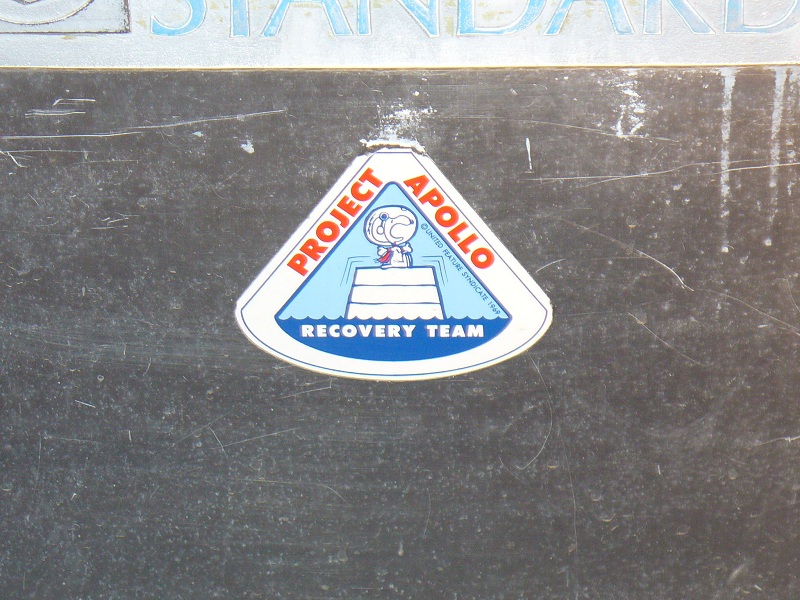 STANDARD
PROJECT APOLLO
© UNITED FEATURE SYNDICATE 1969
RECOVERY TEAM